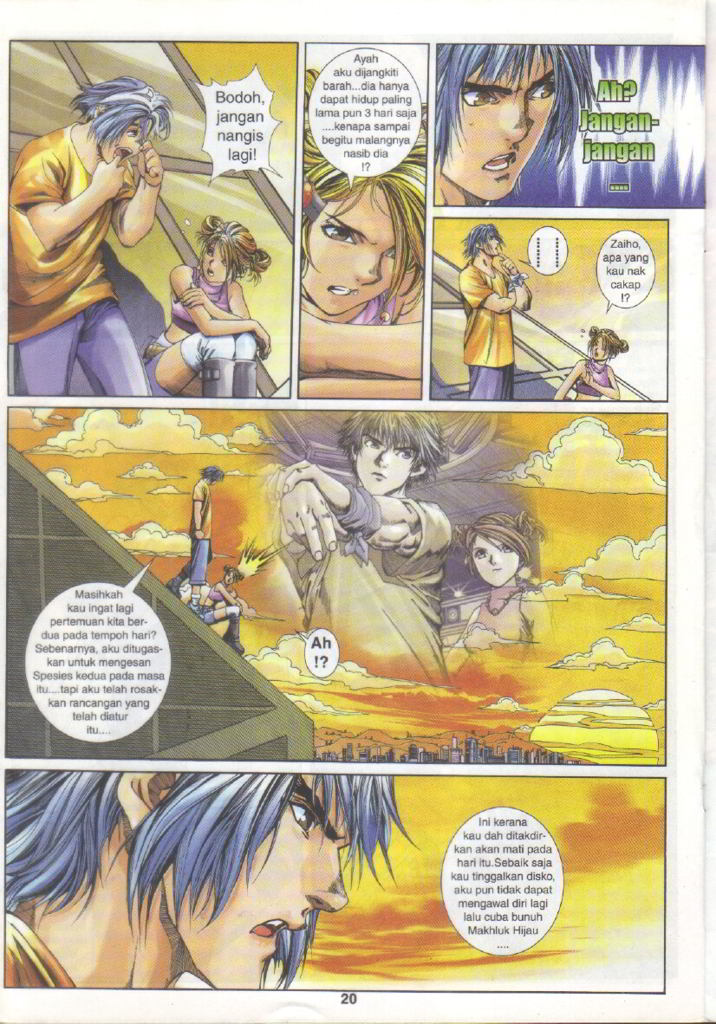 Bodoh,
jangan
nangis
lagi!
Ayah
aku dijangkiti
barah...dia hanya
dapat hidup paling
lama pun 3 hari saja
....kenapa sampai
begitu malangnya
nasib dia
!?
Ah?
Jangan-
jangan
....
Zaiho,
apa yang
kau nak
cakap
!?
Masihkah
kau ingat lagi
pertemuan kita ber-
dua pada tempoh hari?
Sebenarnya, aku ditugas-
kan untuk mengesan
Spesies kedua pada masa
itu....tapi aku telah rosak-
kan rancangan yang
telah diatur
itu....
Ah
!?
Ini kerana
kau dah ditakdir-
kan akan mati pada
hari itu.Sebaik saja
kau tinggalkan disko,
aku pun tidak dapat
mengawal diri lagi
lalu cuba bunuh
Makhluk Hijau
....
20